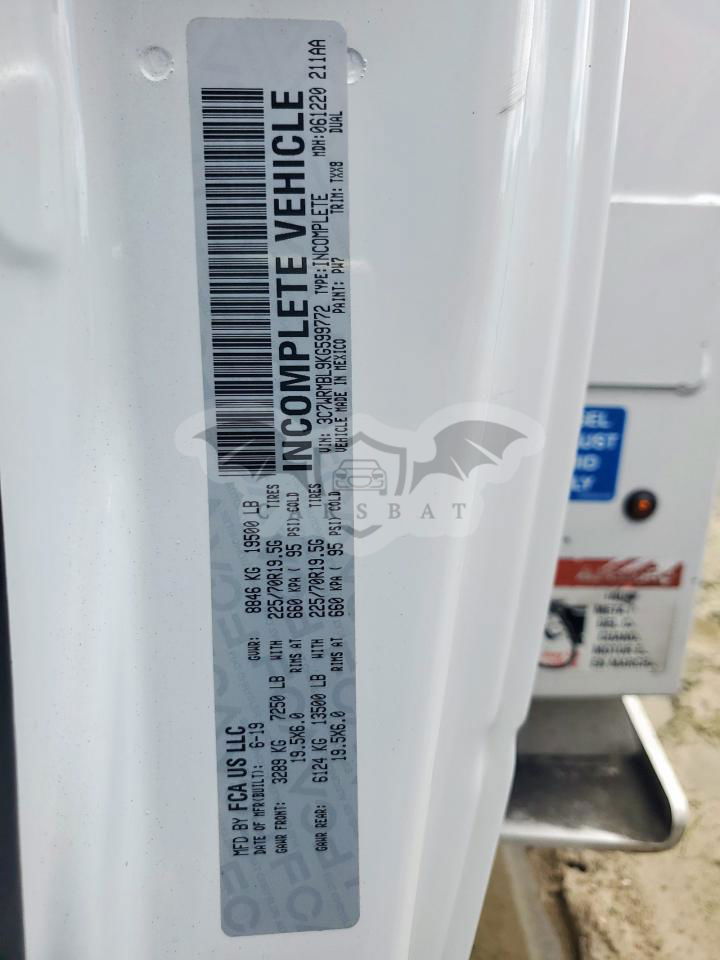 MFD BY FCA US LLC
DATE OF MFR(BUILT): 6-19 GVWR: 8846 KG 19500 LB
GAWR FRONT: 3289 KG 7250 LB WITH 225/70R19.5G TIRES
19.5X6.0 RIMS AT 660 KPA ( 95 PSI) COLD
GAWR REAR: 6124 KG 13500 LB WITH 225/70R19.5G TIRES
19.5X6.0 RIMS AT 660 KPA ( 95 PSI) COLD
INCOMPLETE VEHICLE
VIN: 3C7WRMBL9KG599772 TYPE:INCOMPLETE MDH:061220 211AA
VEHICLE MADE IN MEXICO PAINT: PW7 TRIM: TXX8 DUAL
CARSBAT